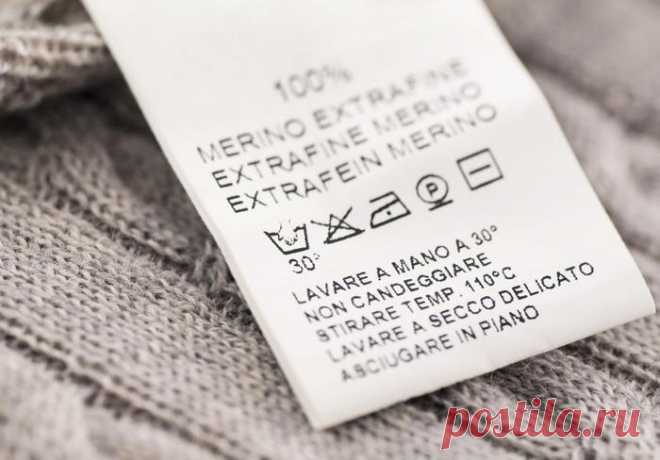 100%
MERINO EXTRAFINE
EXTRAFINE MERINO
EXTRAFEIN MERINO
P
30°
LAVARE A MANO A 30°
NON CANDEGGIARE
STIRARE TEMP. 110°C
LAVARE A SECCO DELICATO
ASCIUGARE IN PIANO
postila.ru